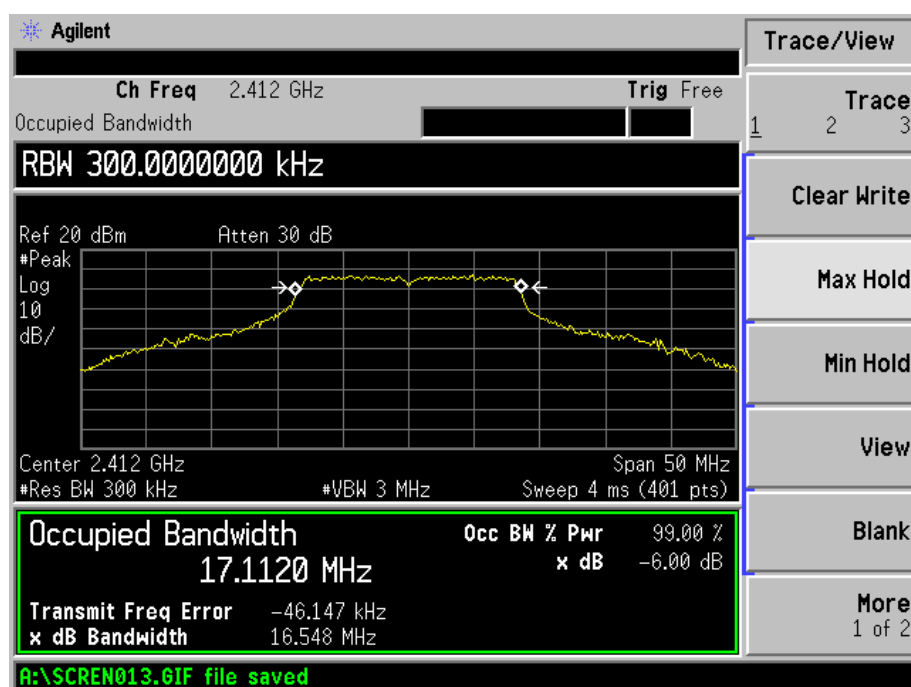 Agilent
Trace/View
Ch Freq 2.412 GHz Trig Free
Occupied Bandwidth
Trace
1 2 3
RBW 300.0000000 kHz
Clear Write
Ref 20 dBm Atten 30 dB
#Peak
Log
10
dB/
Max Hold
Min Hold
Center 2.412 GHz Span 50 MHz
#Res BW 300 kHz #VBW 3 MHz Sweep 4 ms (401 pts)
View
Occupied Bandwidth
17.1120 MHz
Occ BW % Pwr 99.00 %
x dB -6.00 dB
Blank
Transmit Freq Error -46.147 kHz
x dB Bandwidth 16.548 MHz
More
1 of 2
A:\SCREN013.GIF file saved